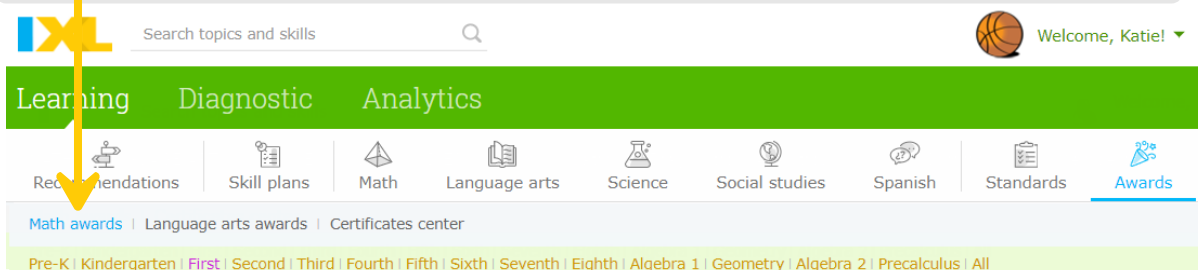 IXL Search topics and skills Welcome, Katie!
Learning Diagnostic Analytics
Recommendations Skill plans Math Language arts Science Social studies Spanish Standards Awards
Math awards | Language arts awards | Certificates center
Pre-K | Kindergarten | First | Second | Third | Fourth | Fifth | Sixth | Seventh | Eighth | Algebra 1 | Geometry | Algebra 2 | Precalculus | All